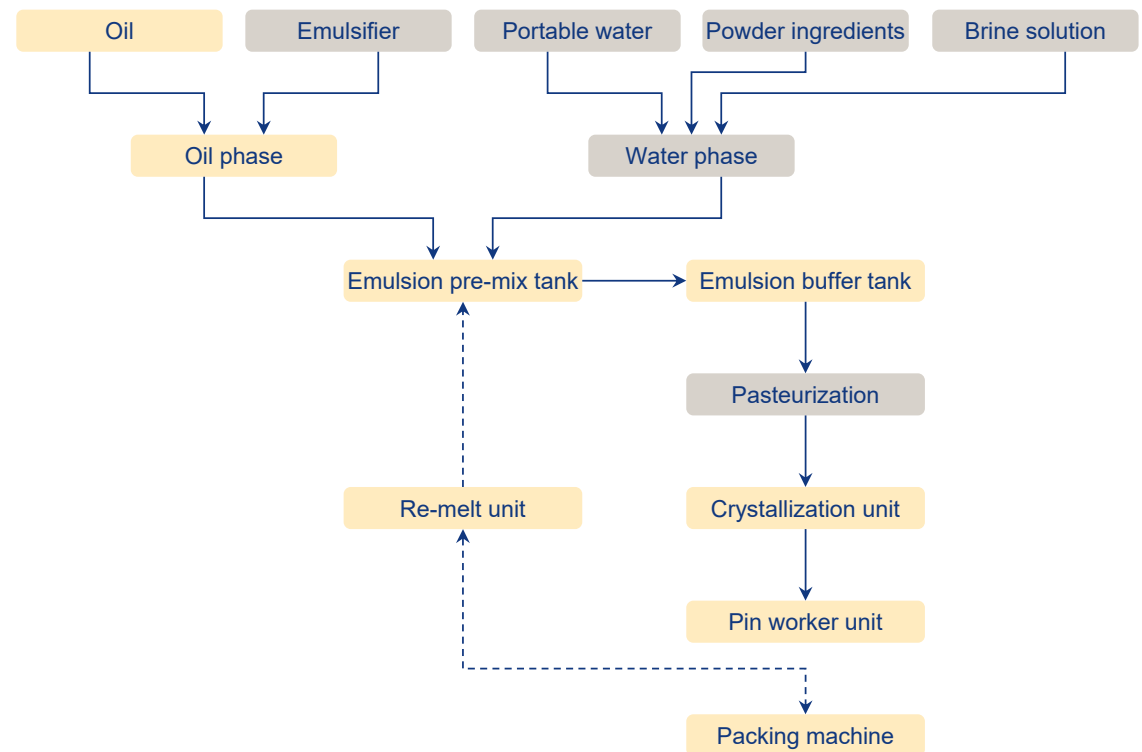 Oil
Emulsifier
Portable water
Powder ingredients
Brine solution
Oil phase
Water phase
Emulsion pre-mix tank
Emulsion buffer tank
Pasteurization
Re-melt unit
Crystallization unit
Pin worker unit
Packing machine